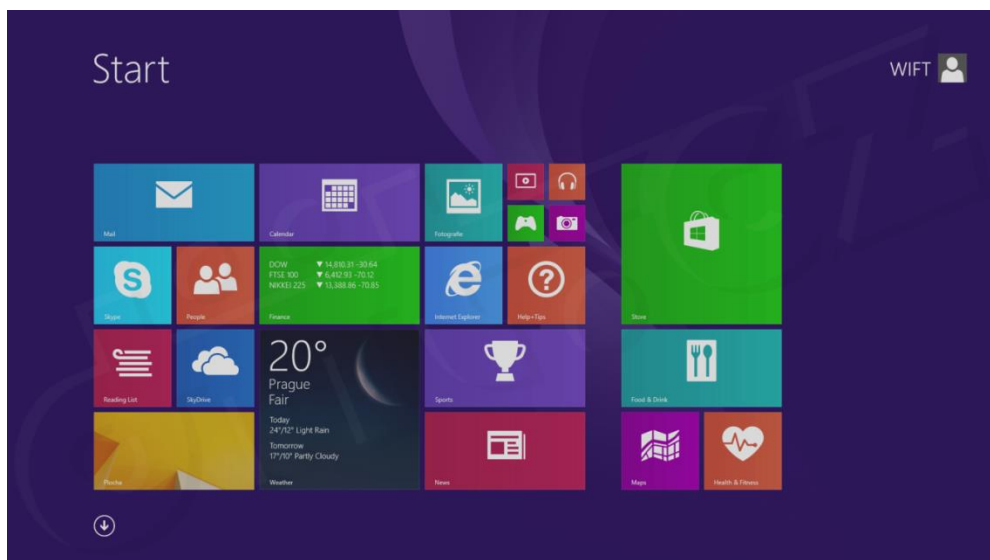 Start
WIFT
Mail
Calendar
Fotografie
Store
Skype
People
DOW ▼ 14,810.31 -30.64
FTSE 100 ▼ 6,412.93 -70.12
NIKKEI 225 ▼ 13,388.86 -70.85
Finance
Internet Explorer
Help+Tips
Reading List
SkyDrive
20°
Prague
Fair
Today
24°/12° Light Rain
Tomorrow
17°/10° Partly Cloudy
Weather
Sports
Food & Drink
Plocha
News
Maps
Health & Fitness